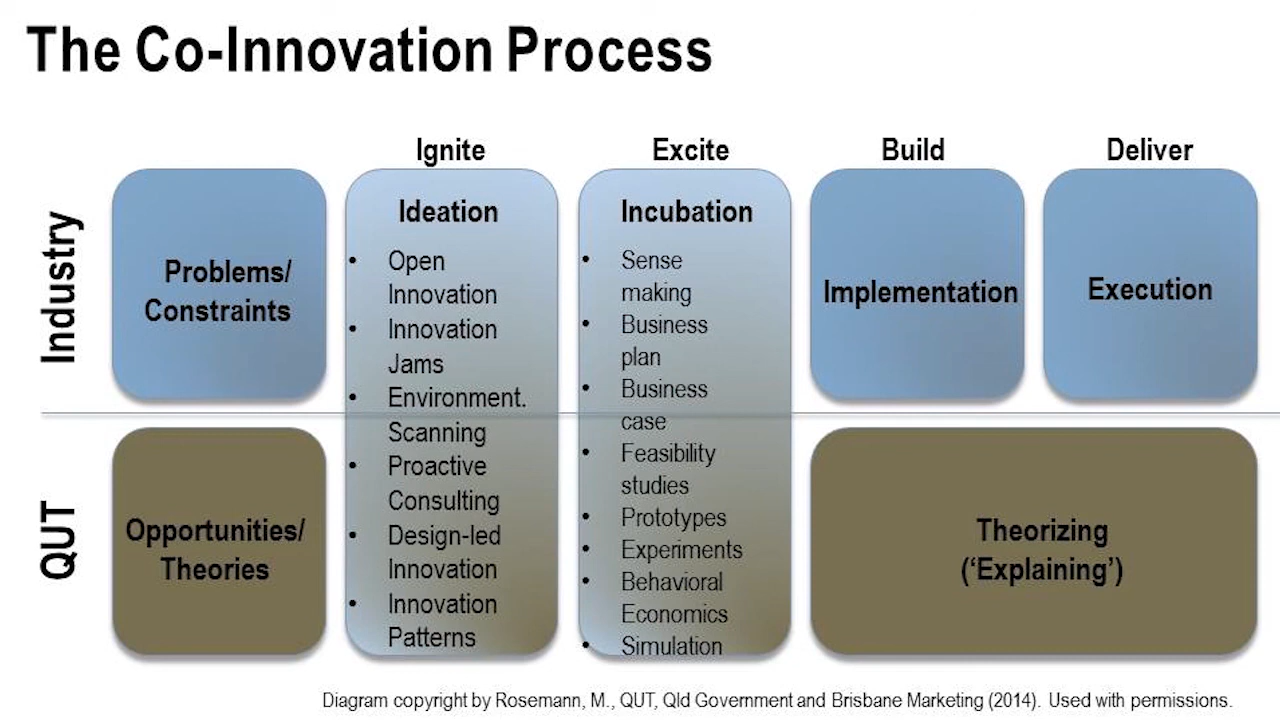 The Co-Innovation Process
Ignite
Excite
Build
Deliver
Industry
QUT
Problems/
Constraints
Opportunities/
Theories
Ideation
• Open
Innovation
• Innovation
Jams
• Environment.
Scanning
• Proactive
Consulting
• Design-led
Innovation
• Innovation
Patterns
Incubation
• Sense
making
• Business
plan
• Business
case
• Feasibility
studies
• Prototypes
• Experiments
• Behavioral
Economics
• Simulation
Implementation
Execution
Theorizing
(‘Explaining’)
Diagram copyright by Rosemann, M., QUT, Qld Government and Brisbane Marketing (2014). Used with permissions.